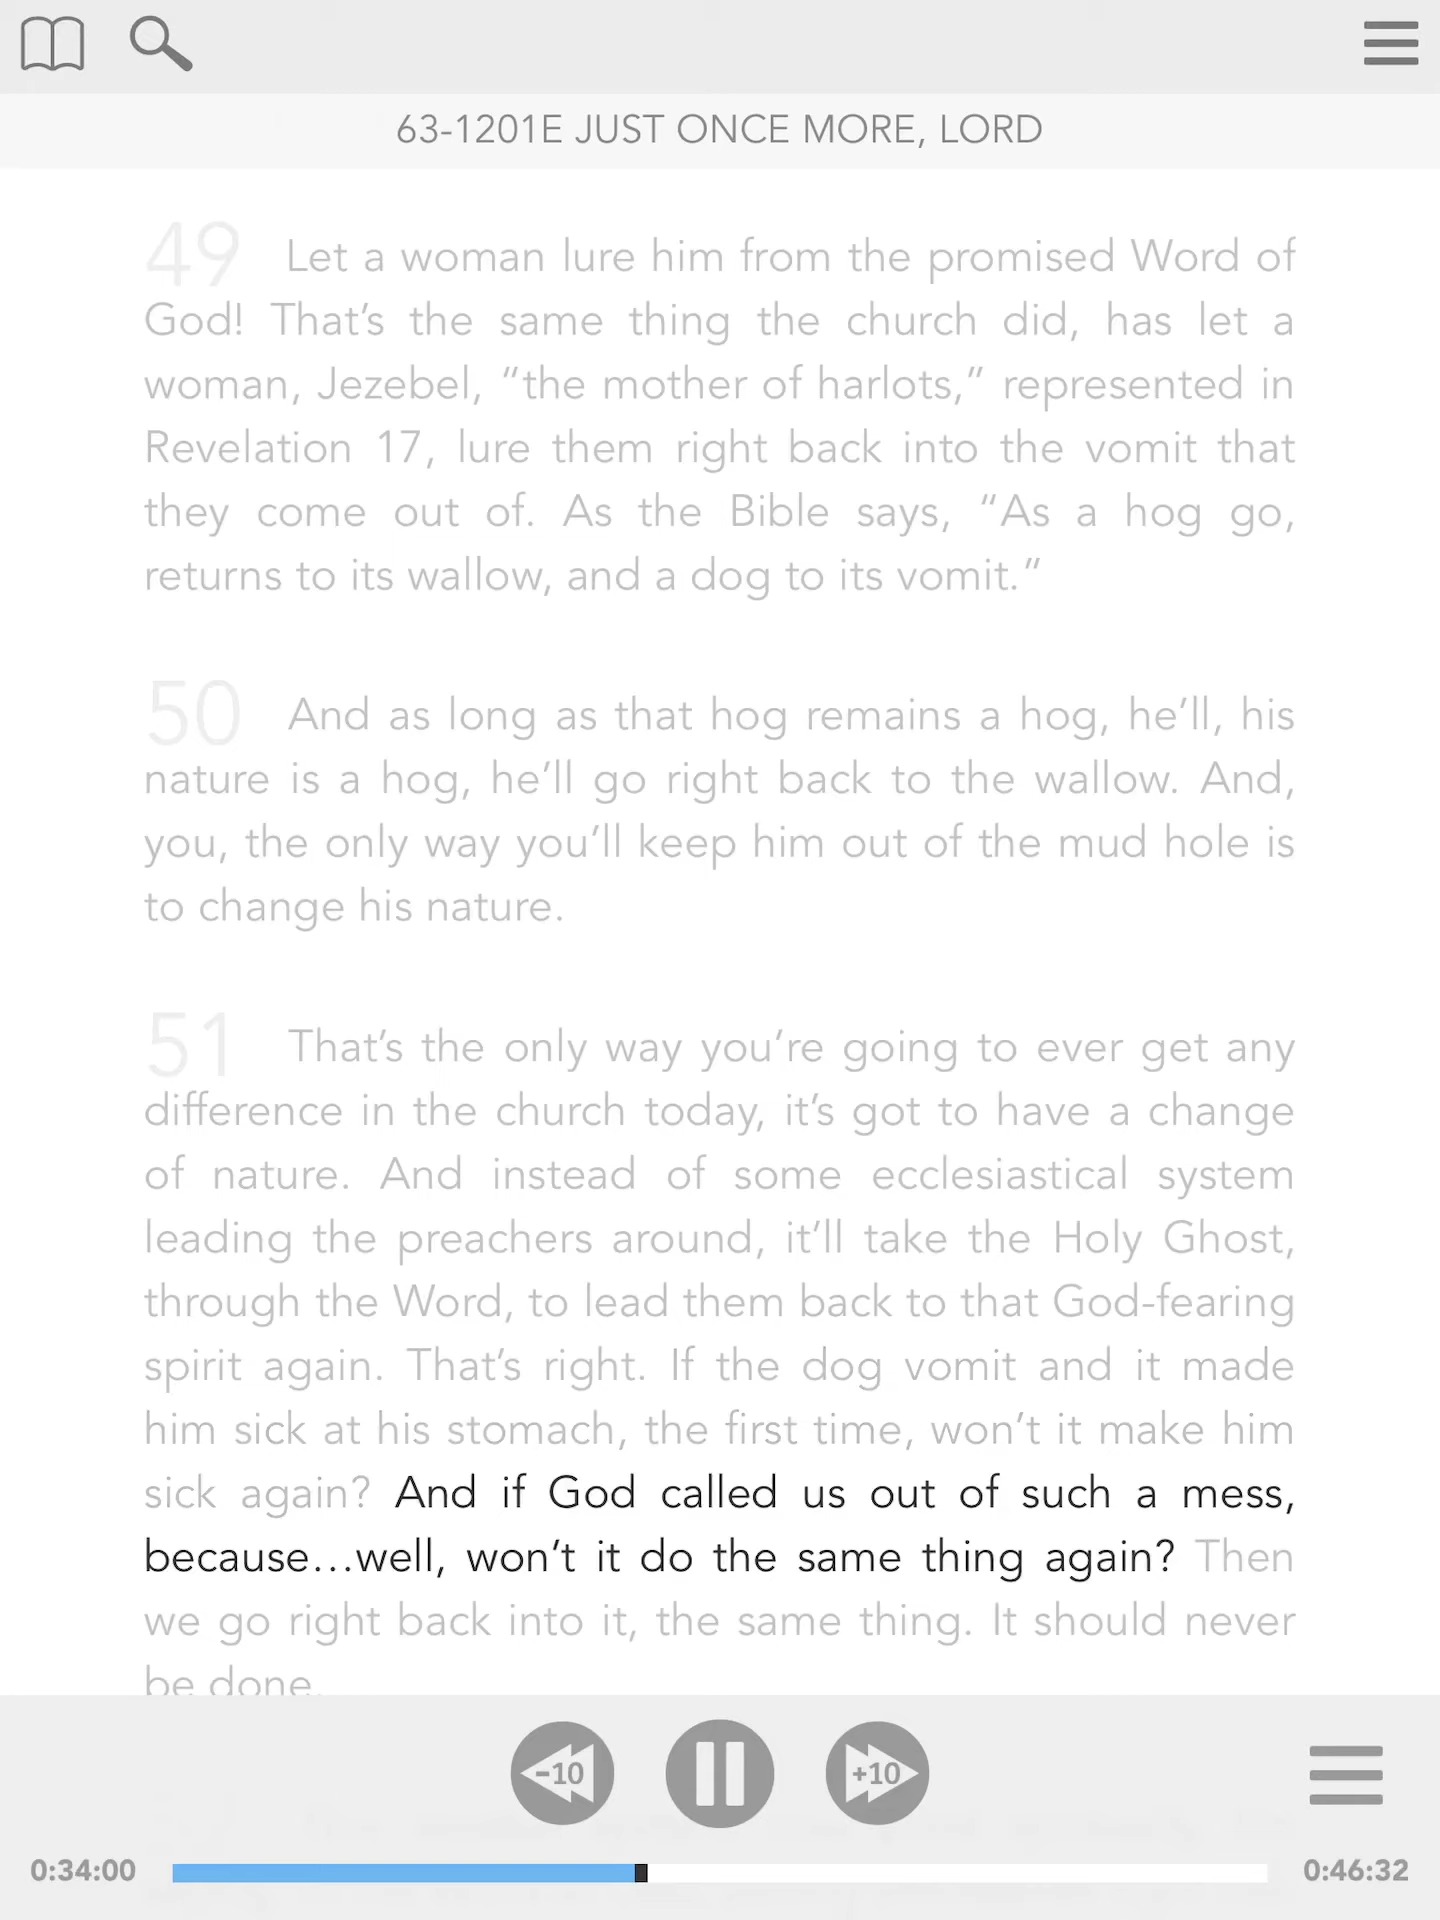 63-1201E JUST ONCE MORE, LORD
49 Let a woman lure him from the promised Word of
God! That’s the same thing the church did, has let a
woman, Jezebel, “the mother of harlots,” represented in
Revelation 17, lure them right back into the vomit that
they come out of. As the Bible says, “As a hog go,
returns to its wallow, and a dog to its vomit.”
50 And as long as that hog remains a hog, he’ll, his
nature is a hog, he’ll go right back to the wallow. And,
you, the only way you’ll keep him out of the mud hole is
to change his nature.
51 That’s the only way you’re going to ever get any
difference in the church today, it’s got to have a change
of nature. And instead of some ecclesiastical system
leading the preachers around, it’ll take the Holy Ghost,
through the Word, to lead them back to that God-fearing
spirit again. That’s right. If the dog vomit and it made
him sick at his stomach, the first time, won’t it make him
sick again? And if God called us out of such a mess,
because…well, won’t it do the same thing again? Then
we go right back into it, the same thing. It should never
be done.
-10 +10
0:34:00 0:46:32